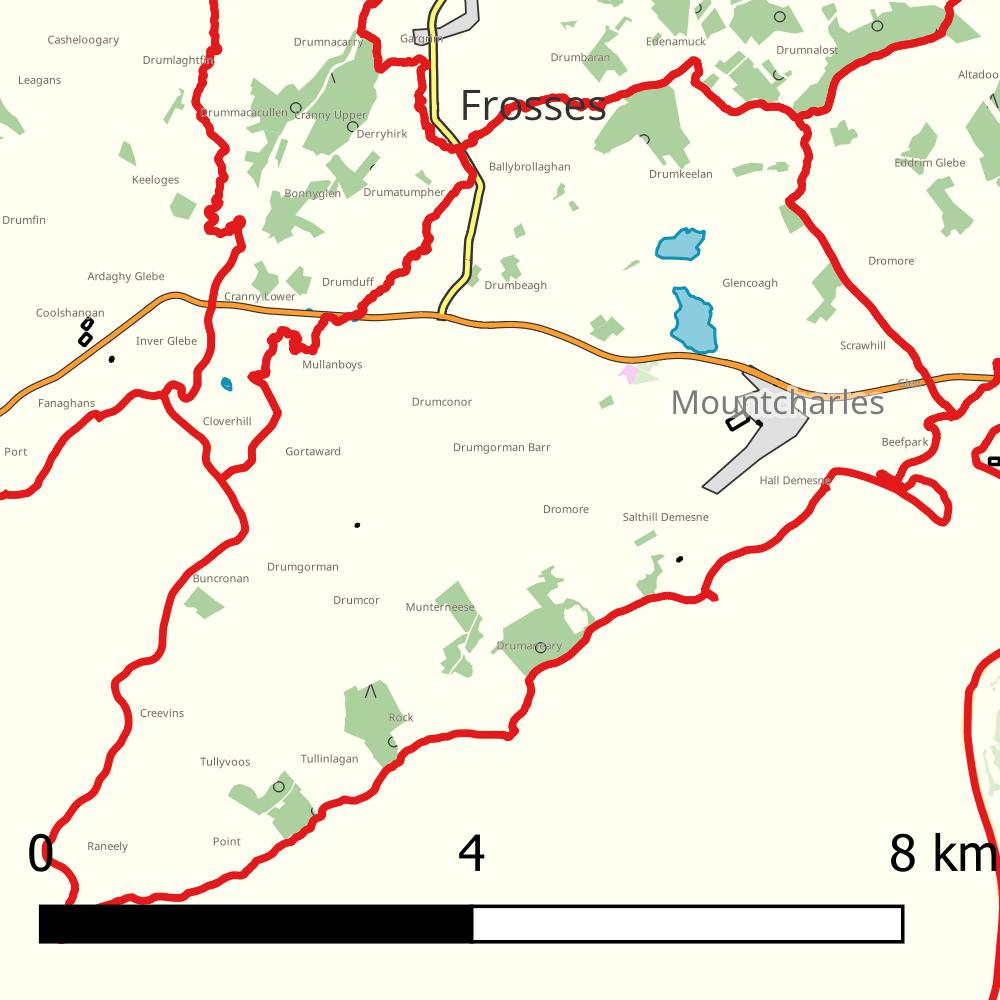 Casheloogary
Drumnacarry
Gargrim
Edenamuck
Drumnalost
Drumlaghtfin
Drumbaran
Leagans
Altadoo
Frosses
Drummacacullen
Cranny Upper
Derryhirk
Ballybrollaghan
Eddrim Glebe
Drumkeelan
Keeloges
Bonnyglen
Drumatumpher
Drumfin
Dromore
Ardaghy Glebe
Drumduff
Drumbeagh
Glencoagh
Cranny Lower
Coolshangan
Inver Glebe
Scrawhill
Mullanboys
Glen
Fanaghans
Drumconor
Mountcharles
Cloverhill
Beefpark
Port
Gortaward
Drumgorman Barr
Hall Demesne
Dromore
Salthill Demesne
Drumgorman
Buncronan
Drumcor
Munterneese
Drumaneary
Creevins
Rock
Tullyvoos
Tullinlagan
Raneely
Point
0
4
8 km